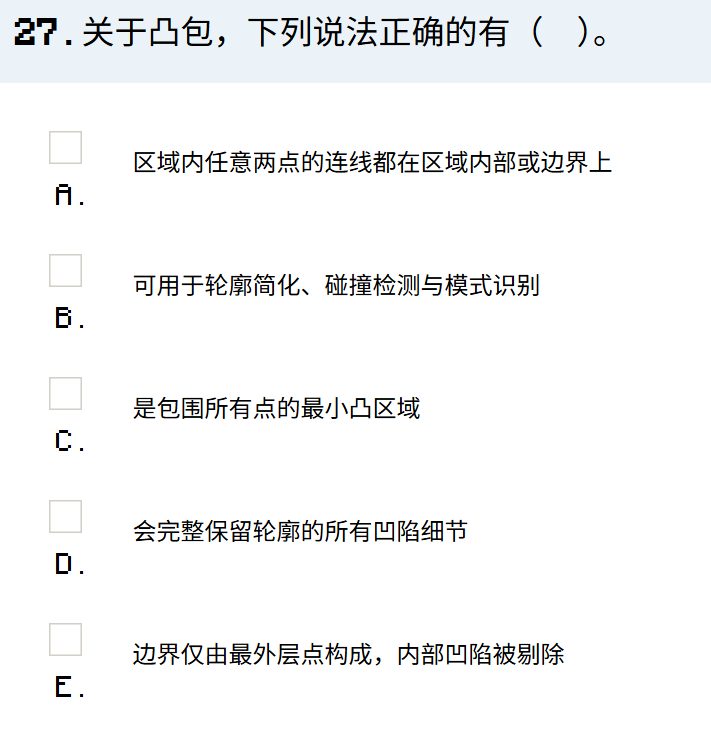 27.关于凸包，下列说法正确的有（　）。
区域内任意两点的连线都在区域内部或边界上
A.
可用于轮廓简化、碰撞检测与模式识别
B.
是包围所有点的最小凸区域
C.
会完整保留轮廓的所有凹陷细节
D.
边界仅由最外层点构成，内部凹陷被剔除
E.